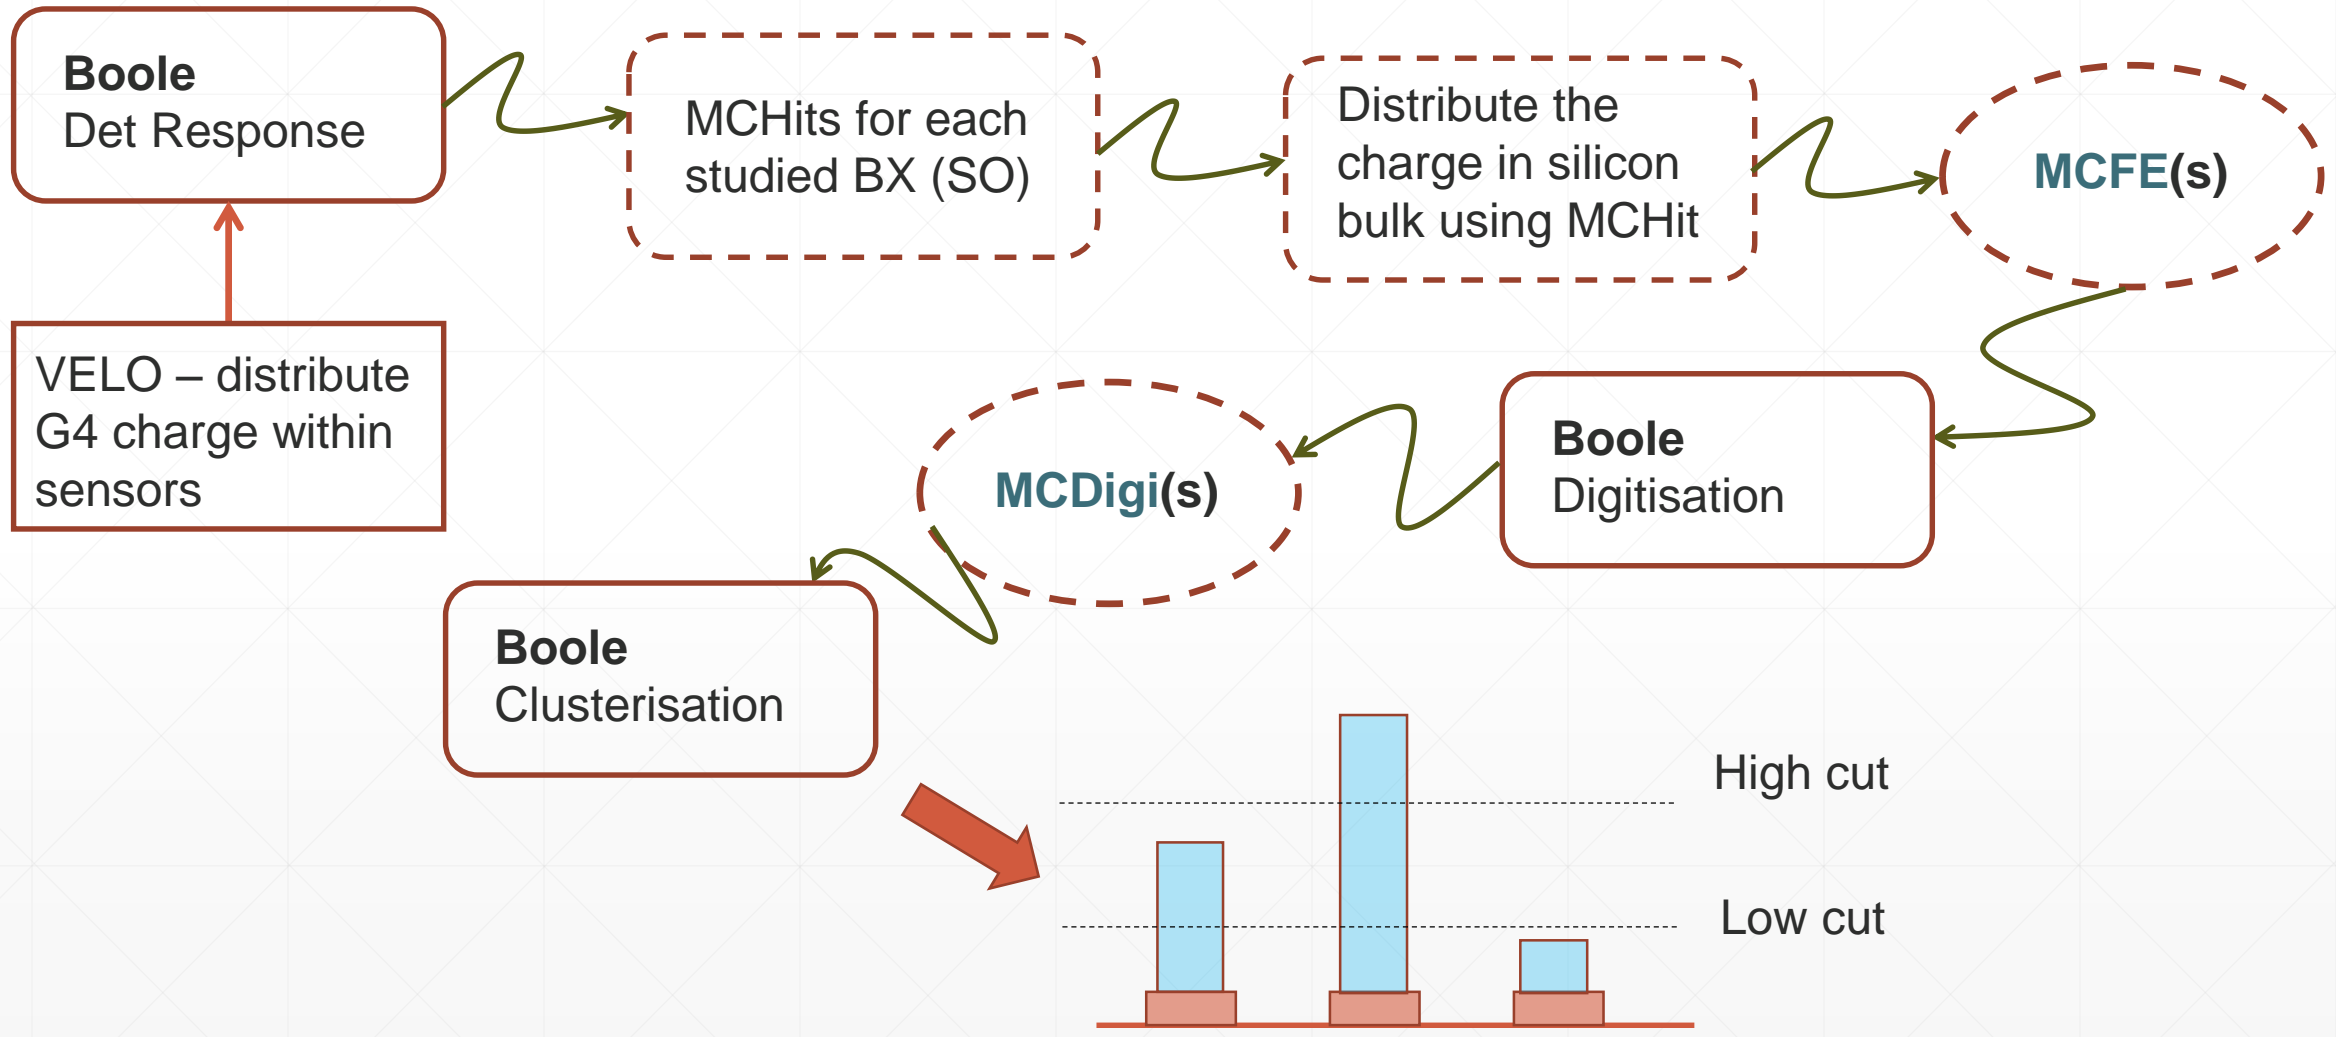 Boole
Det Response
MCHits for each
studied BX (SO)
Distribute the
charge in silicon
bulk using MCHit
MCFE(s)
VELO – distribute
G4 charge within
sensors
MCDigi(s)
Boole
Digitisation
Boole
Clusterisation
High cut
Low cut